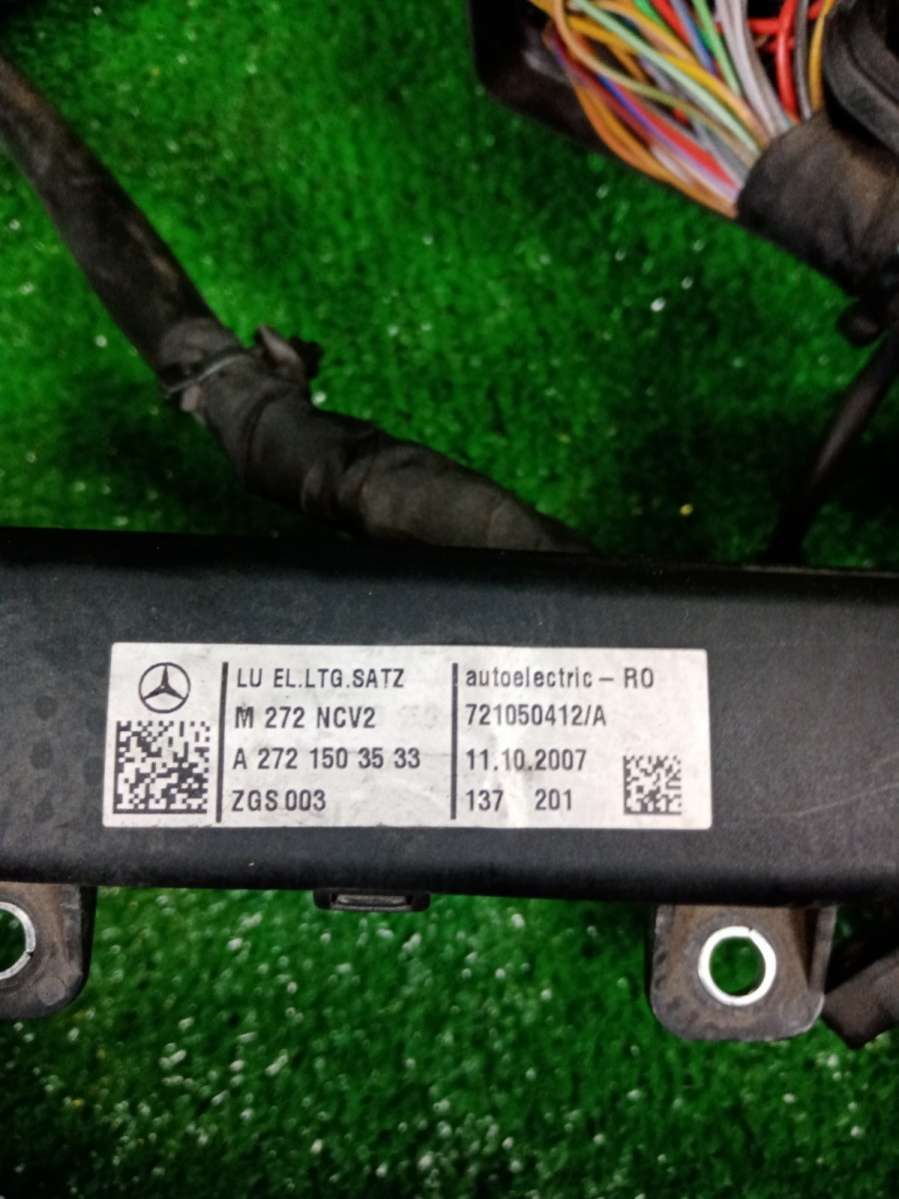 LU EL.LTG.SATZ
M 272 NCV2
A 272 150 35 33
ZGS 003
autoelectric - RO
721050412/A
11.10.2007
137 201